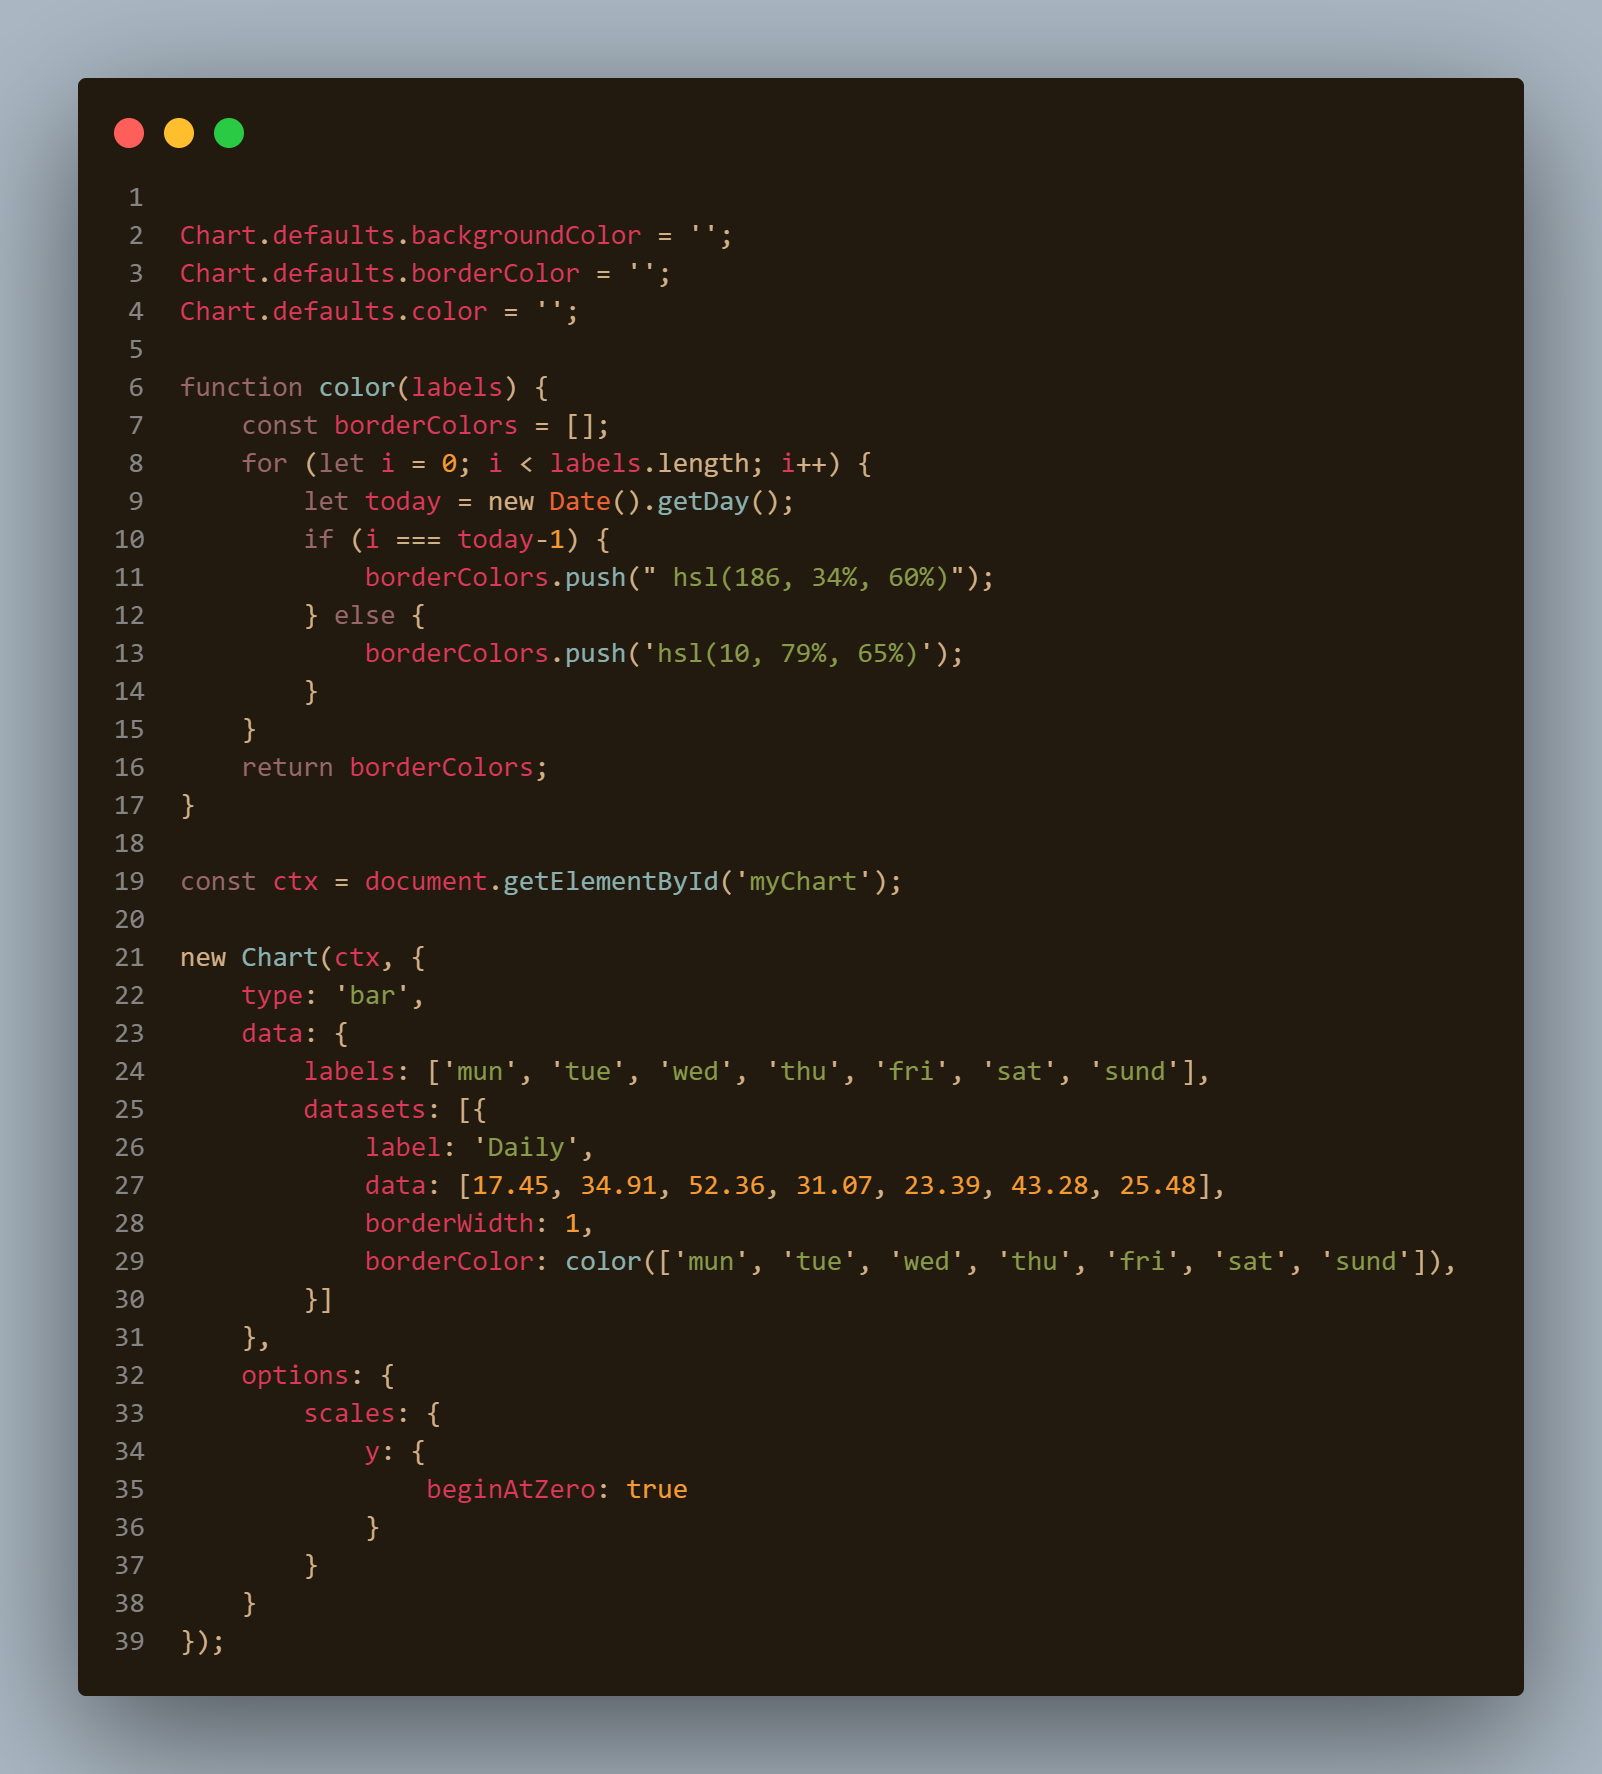 1
2 Chart.defaults.backgroundColor = '';
3 Chart.defaults.borderColor = '';
4 Chart.defaults.color = '';
5
6 function color(labels) {
7     const borderColors = [];
8     for (let i = 0; i < labels.length; i++) {
9         let today = new Date().getDay();
10         if (i === today-1) {
11             borderColors.push(" hsl(186, 34%, 60%)");
12         } else {
13             borderColors.push('hsl(10, 79%, 65%)');
14         }
15     }
16     return borderColors;
17 }
18
19 const ctx = document.getElementById('myChart');
20
21 new Chart(ctx, {
22     type: 'bar',
23     data: {
24         labels: ['mun', 'tue', 'wed', 'thu', 'fri', 'sat', 'sund'],
25         datasets: [{
26             label: 'Daily',
27             data: [17.45, 34.91, 52.36, 31.07, 23.39, 43.28, 25.48],
28             borderWidth: 1,
29             borderColor: color(['mun', 'tue', 'wed', 'thu', 'fri', 'sat', 'sund']),
30         }]
31     },
32     options: {
33         scales: {
34             y: {
35                 beginAtZero: true
36             }
37         }
38     }
39 });